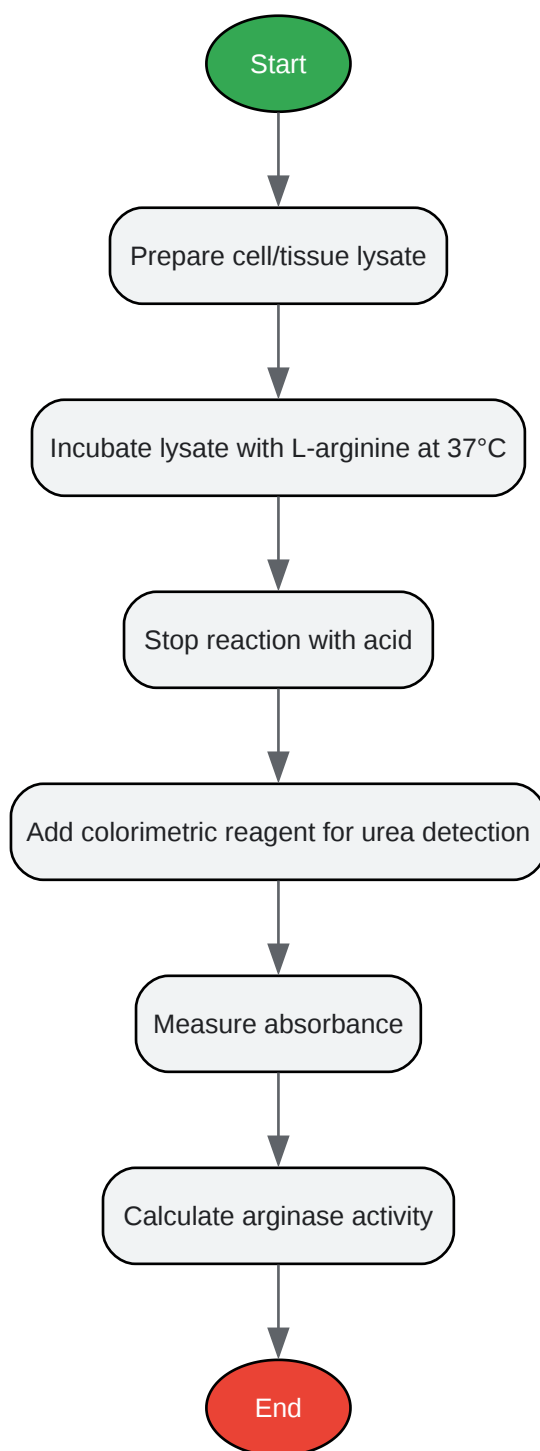 Start
Prepare cell/tissue lysate
Incubate lysate with L-arginine at 37°C
Stop reaction with acid
Add colorimetric reagent for urea detection
Measure absorbance
Calculate arginase activity
End